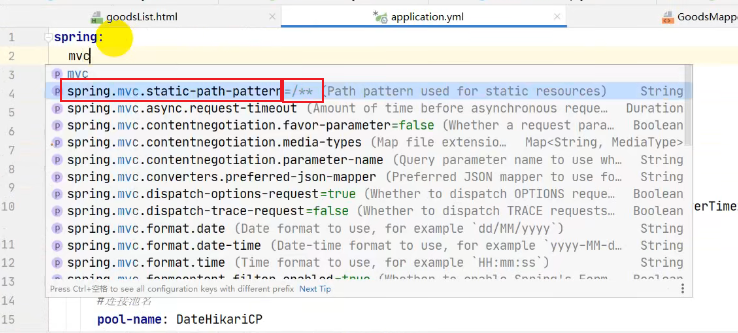 goodsList.html
application.yml
GoodsMappe
1 spring:
2 mvc
3 mvc
4 spring.mvc.static-path-pattern=/** (Path pattern used for static resources) String
5 spring.mvc.async.request-timeout (Amount of time before asynchronous reque… Duration
6 spring.mvc.contentnegotiation.favor-parameter=false (Whether a request para… Boolean
7 spring.mvc.contentnegotiation.media-types (Map file extensio… Map<String, MediaType>
8 spring.mvc.contentnegotiation.parameter-name (Query parameter name to use wh… String
9 spring.mvc.converters.preferred-json-mapper (Preferred JSON mapper to use fo… String
spring.mvc.dispatch-options-request=true (Whether to dispatch OPTIONS reque… Boolean
10 spring.mvc.dispatch-trace-request=false (Whether to dispatch TRACE requests… Boolean erTimes
spring.mvc.format.date (Date format to use, for example `dd/MM/yyyy`) String
11 spring.mvc.format.date-time (Date-time format to use, for example `yyyy-MM-d… String
12 spring.mvc.format.time (Time format to use, for example `HH:mm:ss`) String
13 spring.mvc.formcontent.filter.enabled=true (Whether to enable Spring's Form… Boolean
Press Ctrl+空格 to see all configuration keys with different prefix Next Tip
14 #连接池名
15 pool-name: DateHikariCP